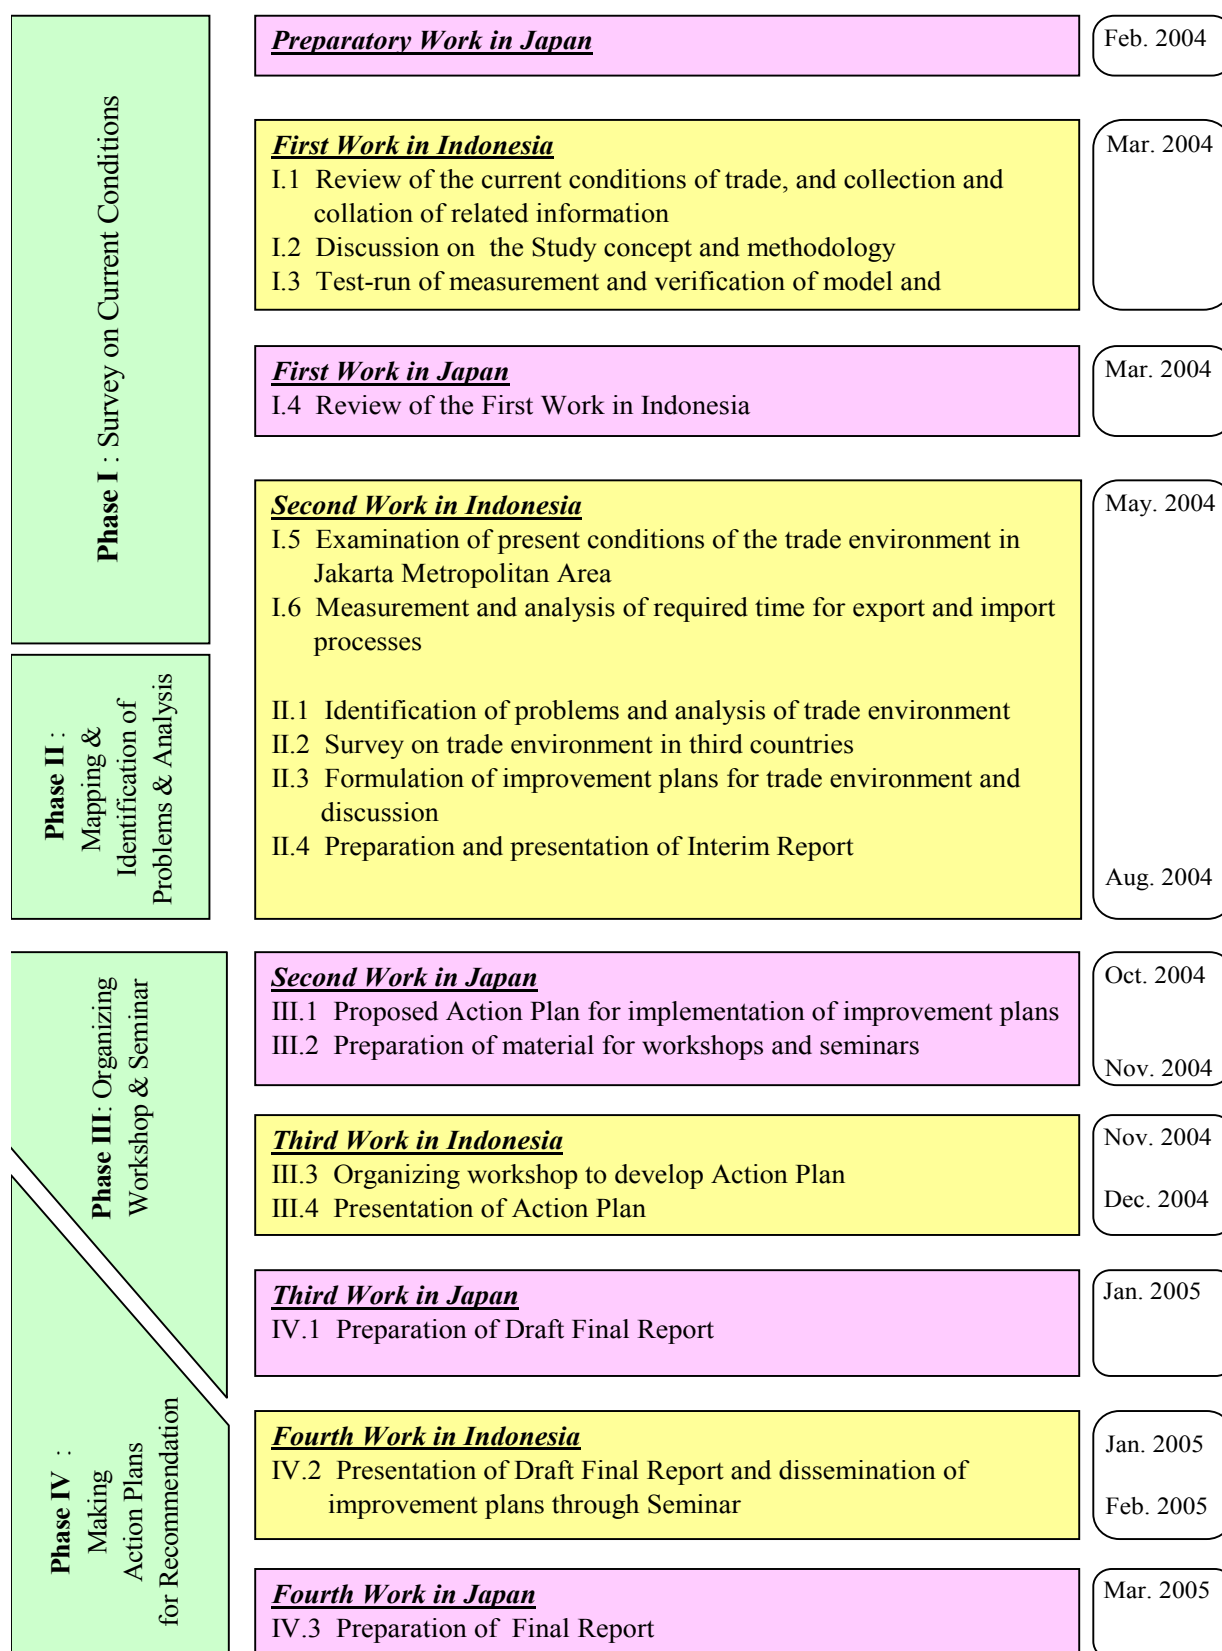 Phase I : Survey on Current Conditions
Preparatory Work in Japan
Feb. 2004
First Work in Indonesia
I.1 Review of the current conditions of trade, and collection and
collation of related information
I.2 Discussion on the Study concept and methodology
I.3 Test-run of measurement and verification of model and
Mar. 2004
First Work in Japan
I.4 Review of the First Work in Indonesia
Mar. 2004
Second Work in Indonesia
I.5 Examination of present conditions of the trade environment in
Jakarta Metropolitan Area
I.6 Measurement and analysis of required time for export and import
processes
May. 2004
Phase II :
Mapping &
Identification of
Problems & Analysis
II.1 Identification of problems and analysis of trade environment
II.2 Survey on trade environment in third countries
II.3 Formulation of improvement plans for trade environment and
discussion
II.4 Preparation and presentation of Interim Report
Aug. 2004
Phase III: Organizing
Workshop & Seminar
Second Work in Japan
III.1 Proposed Action Plan for implementation of improvement plans
III.2 Preparation of material for workshops and seminars
Oct. 2004
Nov. 2004
Third Work in Indonesia
III.3 Organizing workshop to develop Action Plan
III.4 Presentation of Action Plan
Nov. 2004
Dec. 2004
Third Work in Japan
IV.1 Preparation of Draft Final Report
Jan. 2005
Phase IV :
Making
Action Plans
for Recommendation
Fourth Work in Indonesia
IV.2 Presentation of Draft Final Report and dissemination of
improvement plans through Seminar
Jan. 2005
Feb. 2005
Fourth Work in Japan
IV.3 Preparation of Final Report
Mar. 2005